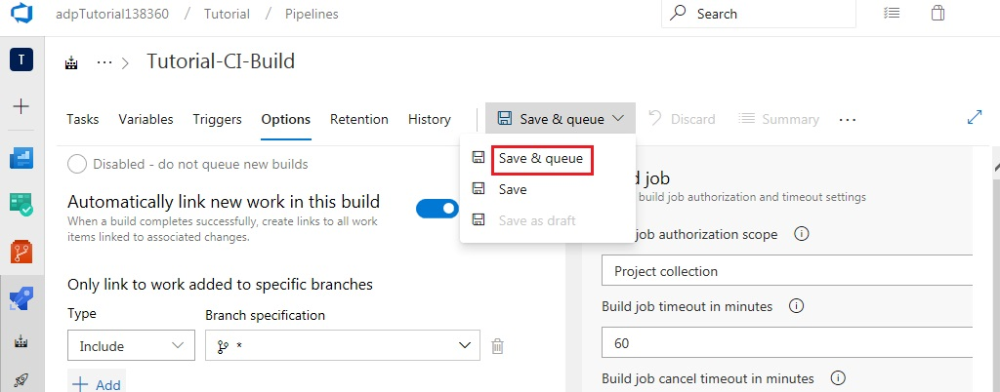 adpTutorial138360 / Tutorial / Pipelines
Search
T
... > Tutorial-CI-Build
Tasks Variables Triggers Options Retention History Save & queue Discard Summary ...
Save & queue
Save
Save as draft
Disabled - do not queue new builds
Automatically link new work in this build
When a build completes successfully, create links to all work
items linked to associated changes.
Only link to work added to specific branches
Type Branch specification
Include *
+ Add
job
build job authorization and timeout settings
job authorization scope
Project collection
Build job timeout in minutes
60
Build job cancel timeout in minutes